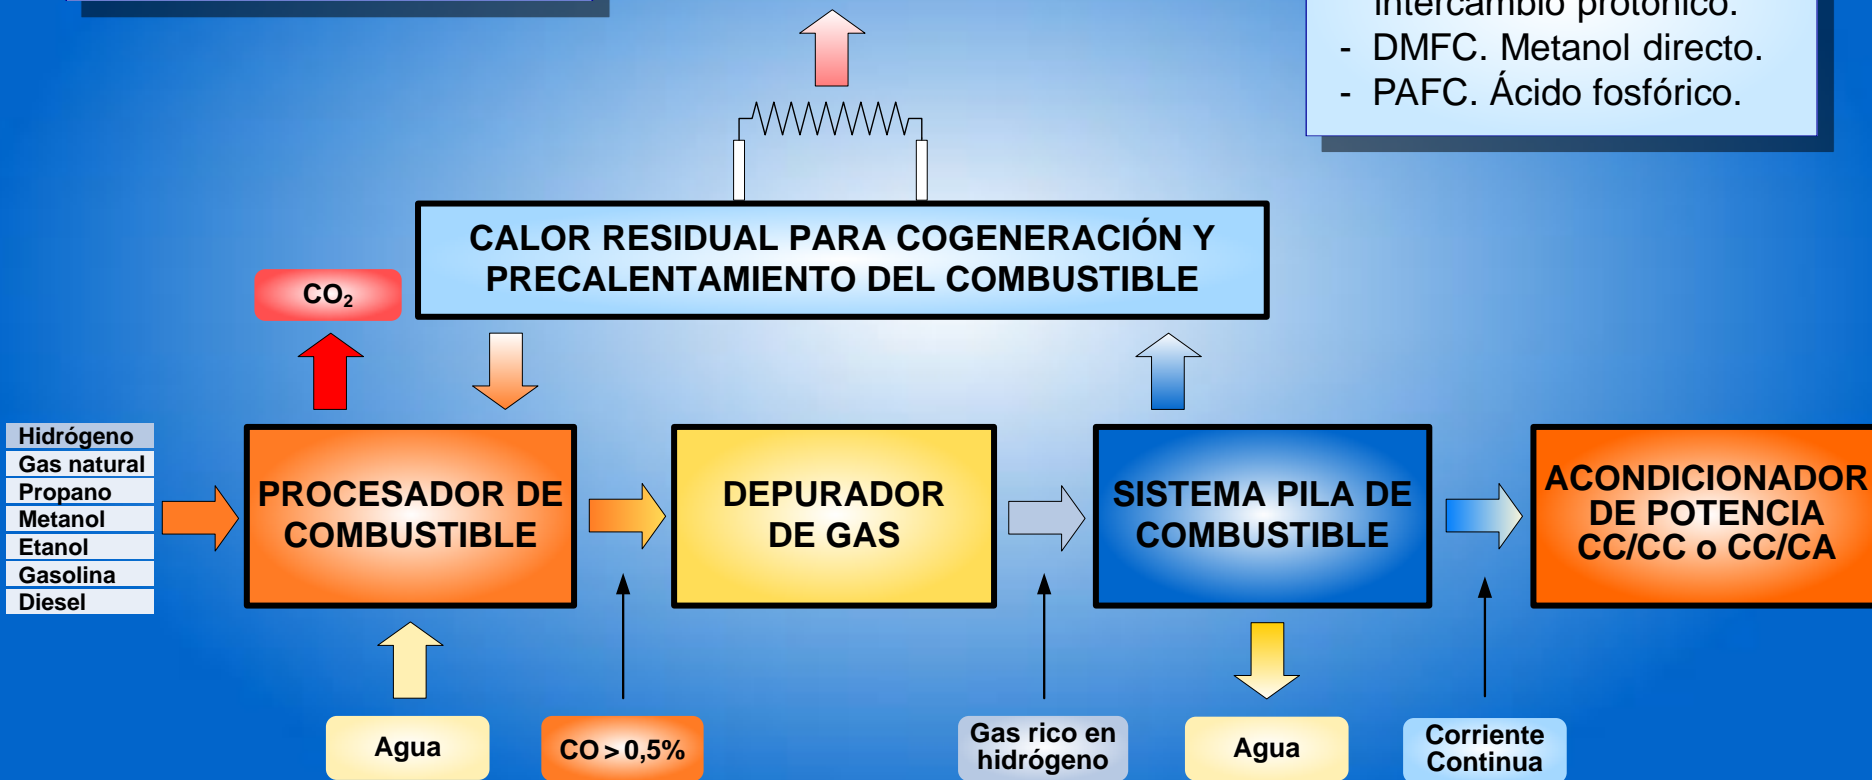 intercambio protónico.
- DMFC. Metanol directo.
- PAFC. Ácido fosfórico.
CALOR RESIDUAL PARA COGENERACIÓN Y
PRECALENTAMIENTO DEL COMBUSTIBLE
CO₂
Hidrógeno
Gas natural
Propano
Metanol
Etanol
Gasolina
Diesel
PROCESADOR DE
COMBUSTIBLE
DEPURADOR
DE GAS
SISTEMA PILA DE
COMBUSTIBLE
ACONDICIONADOR
DE POTENCIA
CC/CC o CC/CA
Agua
CO > 0,5%
Gas rico en
hidrógeno
Agua
Corriente
Continua